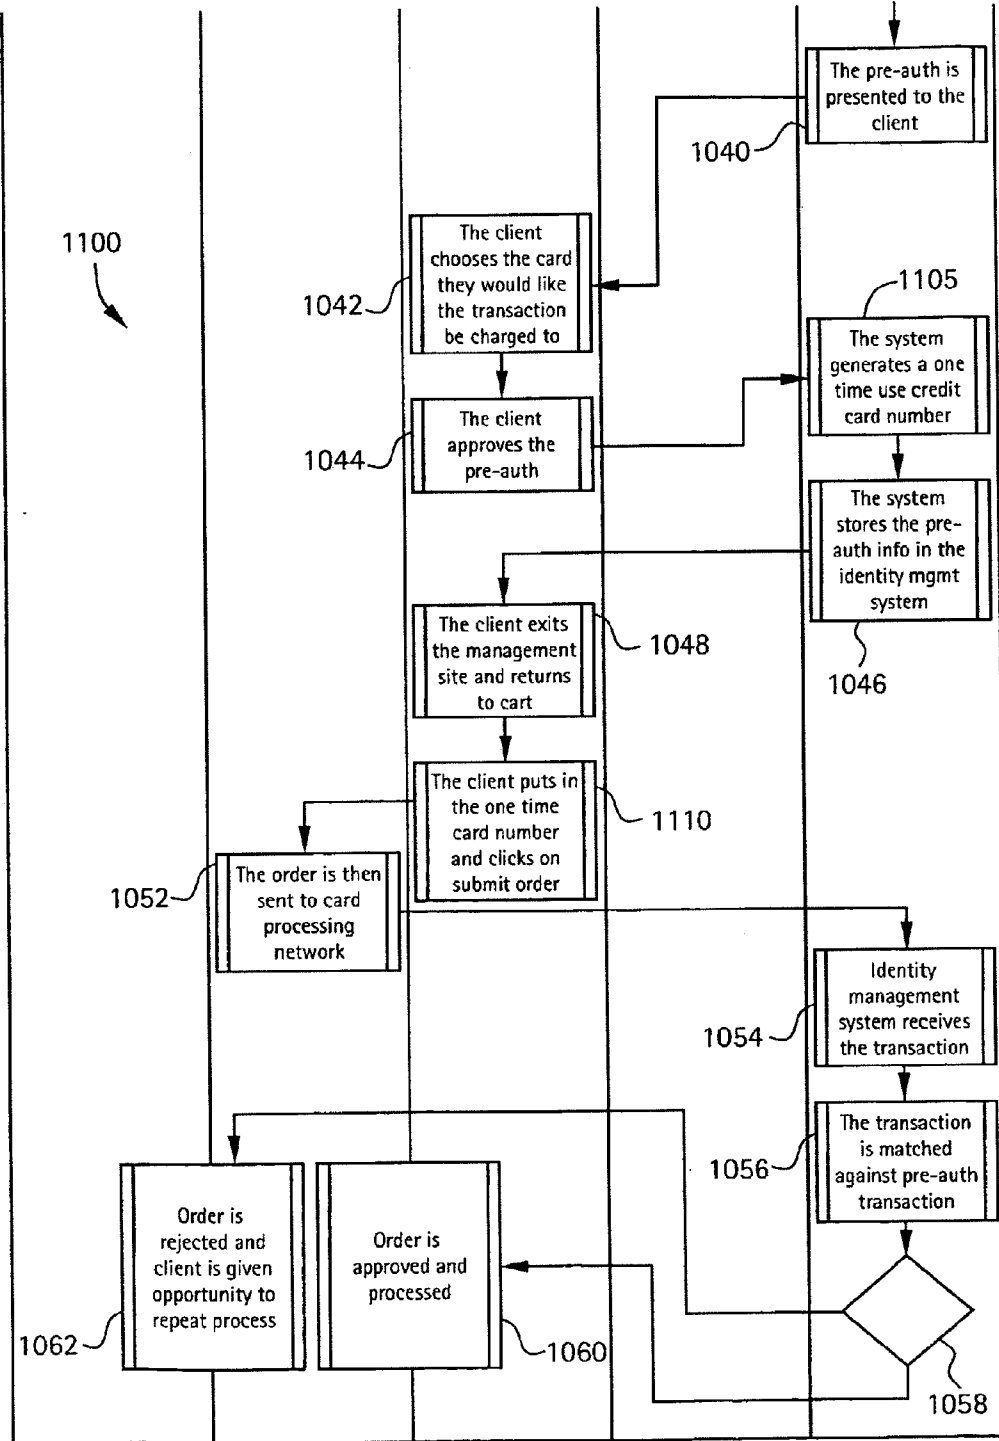 The pre-auth is
presented to the
client
1040
1100
The client
chooses the card
they would like
the transaction
be charged to
1042
1105
The system
generates a one
time use credit
card number
The client
approves the
pre-auth
1044
The system
stores the pre-
auth info in the
identity mgmt
system
1046
The client exits
the management
site and returns
to cart
1048
The client puts in
the one time
card number
and clicks on
submit order
1110
The order is then
sent to card
processing
network
1052
Identity
management
system receives
the transaction
1054
The transaction
is matched
against pre-auth
transaction
1056
Order is
rejected and
client is given
opportunity to
repeat process
1062
Order is
approved and
processed
1060
1058